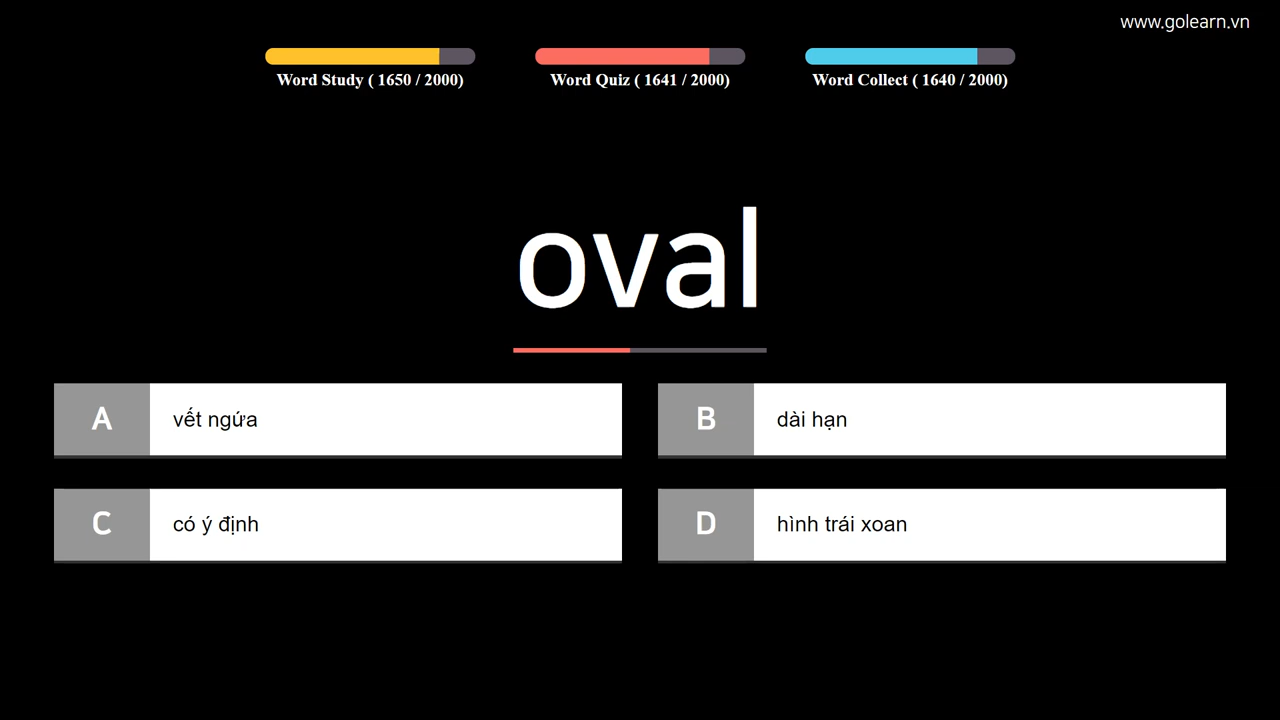 www.golearn.vn
Word Study ( 1650 / 2000)
Word Quiz ( 1641 / 2000)
Word Collect ( 1640 / 2000)
oval
A vết ngứa
B dài hạn
C có ý định
D hình trái xoan